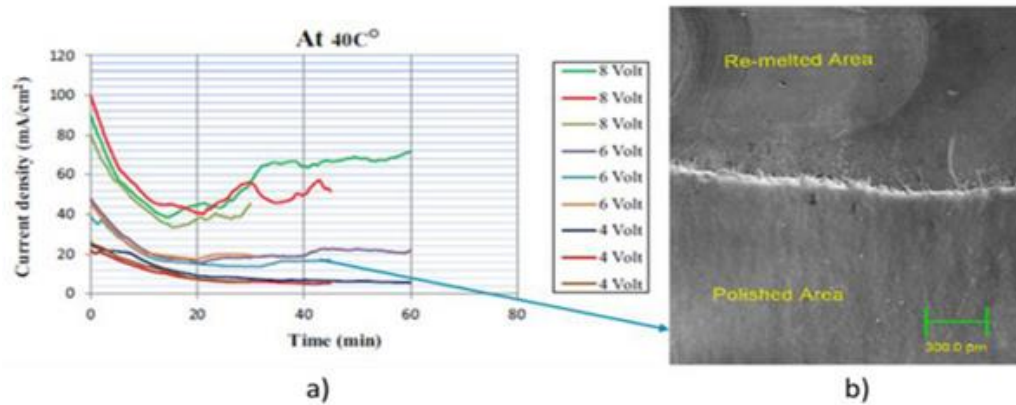 At 40C°
Current density (mA/cm²)
120
100
80
60
40
20
0
0
20
40
60
80
Time (min)
8 Volt
8 Volt
8 Volt
6 Volt
6 Volt
6 Volt
4 Volt
4 Volt
4 Volt
a)
Re-melted Area
Polished Area
300.0 µm
b)